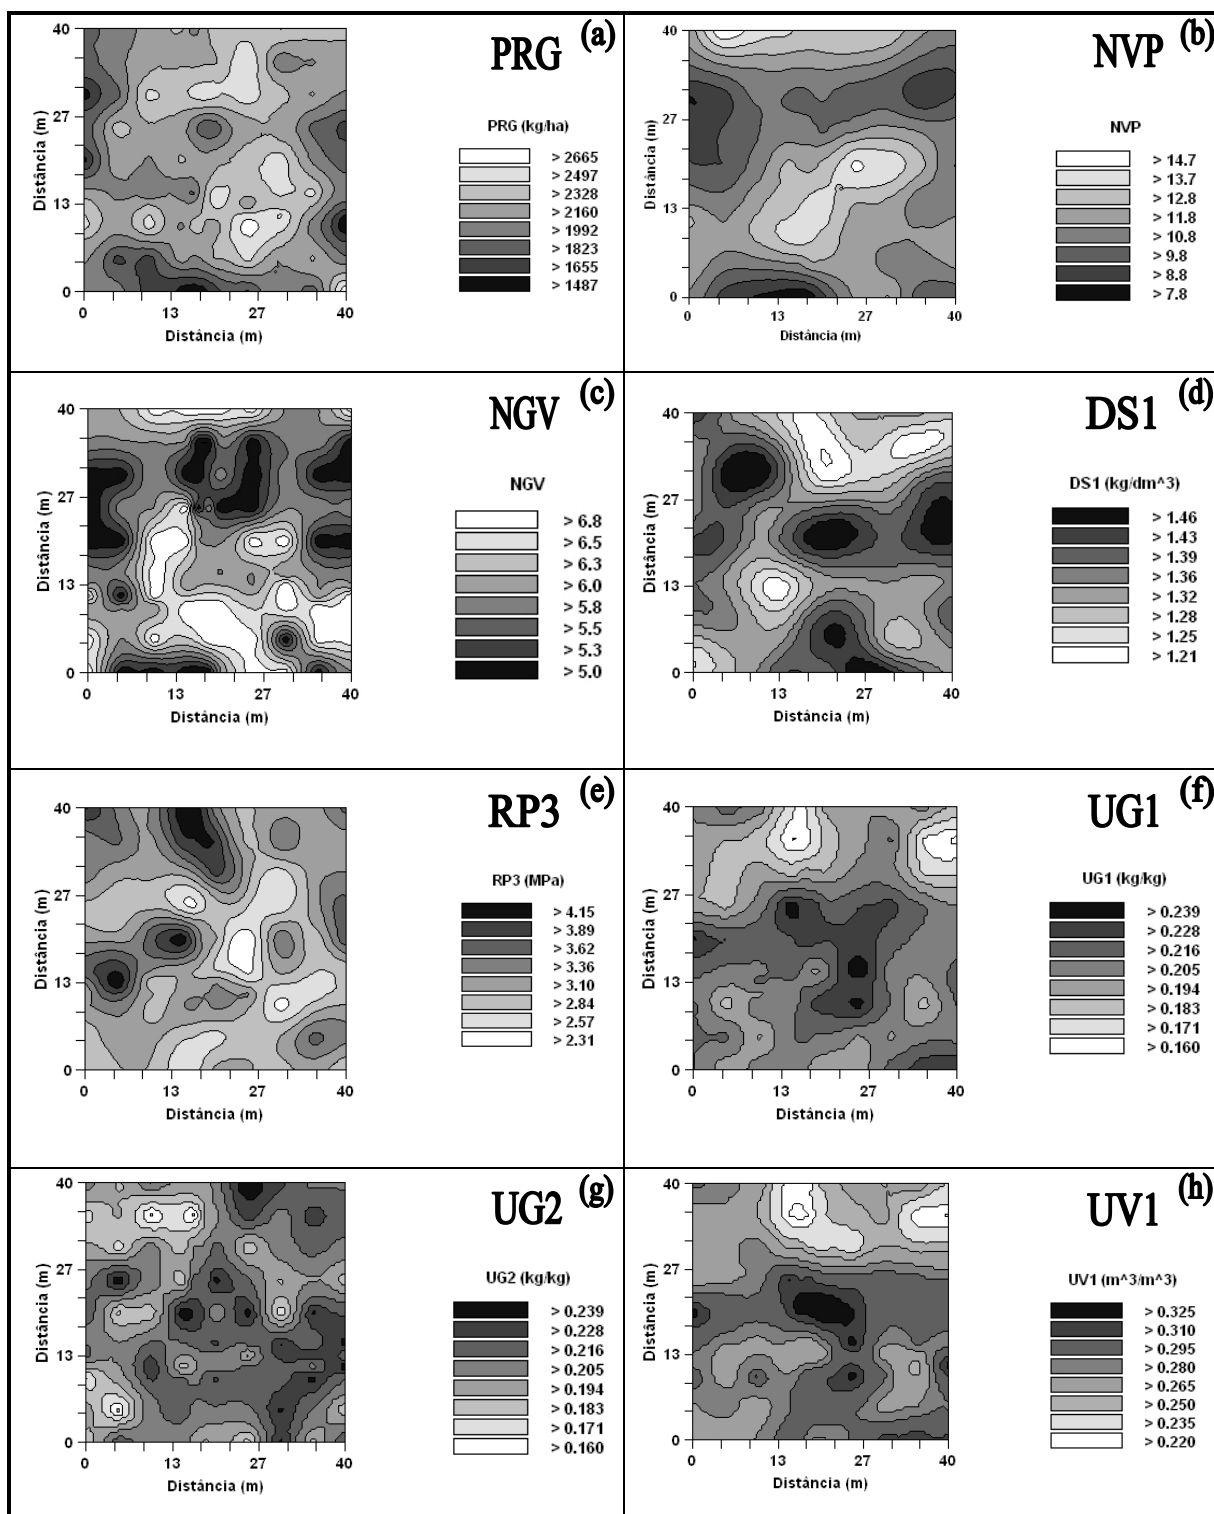 (a)
PRG
PRG (kg/ha)
> 2665
> 2497
> 2328
> 2160
> 1992
> 1823
> 1655
> 1487
40
27
13
0
Distância (m)
0 13 27 40
Distância (m)
(b)
NVP
NVP
> 14.7
> 13.7
> 12.8
> 11.8
> 10.8
> 9.8
> 8.8
> 7.8
40
27
13
0
Distância (m)
0 13 27 40
Distância (m)
(c)
NGV
NGV
> 6.8
> 6.5
> 6.3
> 6.0
> 5.8
> 5.5
> 5.3
> 5.0
40
27
13
0
Distância (m)
0 13 27 40
Distância (m)
(d)
DS1
DS1 (kg/dm^3)
> 1.46
> 1.43
> 1.39
> 1.36
> 1.32
> 1.28
> 1.25
> 1.21
40
27
13
0
Distância (m)
0 13 27 40
Distância (m)
(e)
RP3
RP3 (MPa)
> 4.15
> 3.89
> 3.62
> 3.36
> 3.10
> 2.84
> 2.57
> 2.31
40
27
13
0
Distância (m)
0 13 27 40
Distância (m)
(f)
UG1
UG1 (kg/kg)
> 0.239
> 0.228
> 0.216
> 0.205
> 0.194
> 0.183
> 0.171
> 0.160
40
27
13
0
Distância (m)
0 13 27 40
Distância (m)
(g)
UG2
UG2 (kg/kg)
> 0.239
> 0.228
> 0.216
> 0.205
> 0.194
> 0.183
> 0.171
> 0.160
40
27
13
0
Distância (m)
0 13 27 40
Distância (m)
(h)
UV1
UV1 (m^3/m^3)
> 0.325
> 0.310
> 0.295
> 0.280
> 0.265
> 0.250
> 0.235
> 0.220
40
27
13
0
Distância (m)
0 13 27 40
Distância (m)